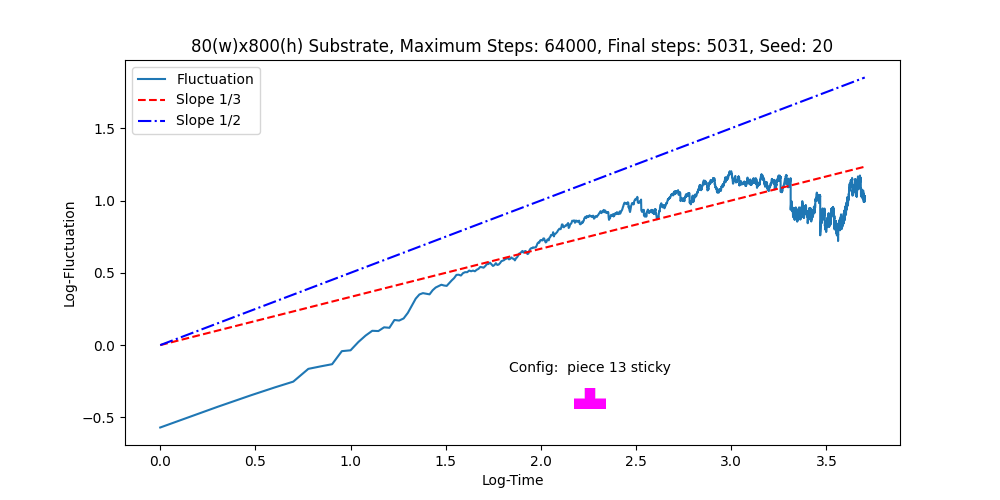 80(w)x800(h) Substrate, Maximum Steps: 64000, Final steps: 5031, Seed: 20
Fluctuation
Slope 1/3
Slope 1/2
1.5
1.0
0.5
0.0
−0.5
Log-Fluctuation
Config:  piece 13 sticky
0.0 0.5 1.0 1.5 2.0 2.5 3.0 3.5
Log-Time